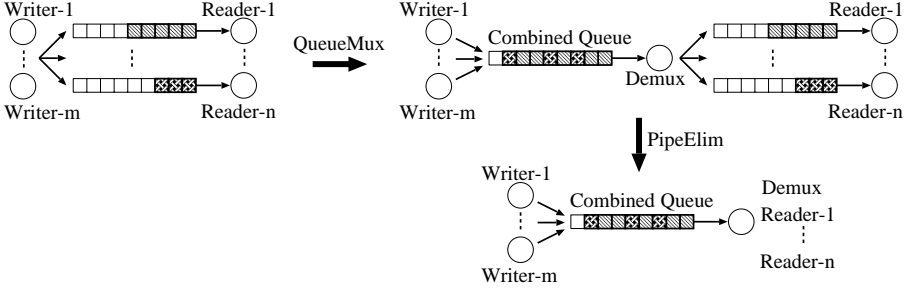 Writer-1
Reader-1
Writer-m
Reader-n
QueueMux
Writer-1
Combined Queue
Reader-1
Demux
Writer-m
Reader-n
PipeElim
Writer-1
Combined Queue
Demux
Reader-1
Writer-m
Reader-n